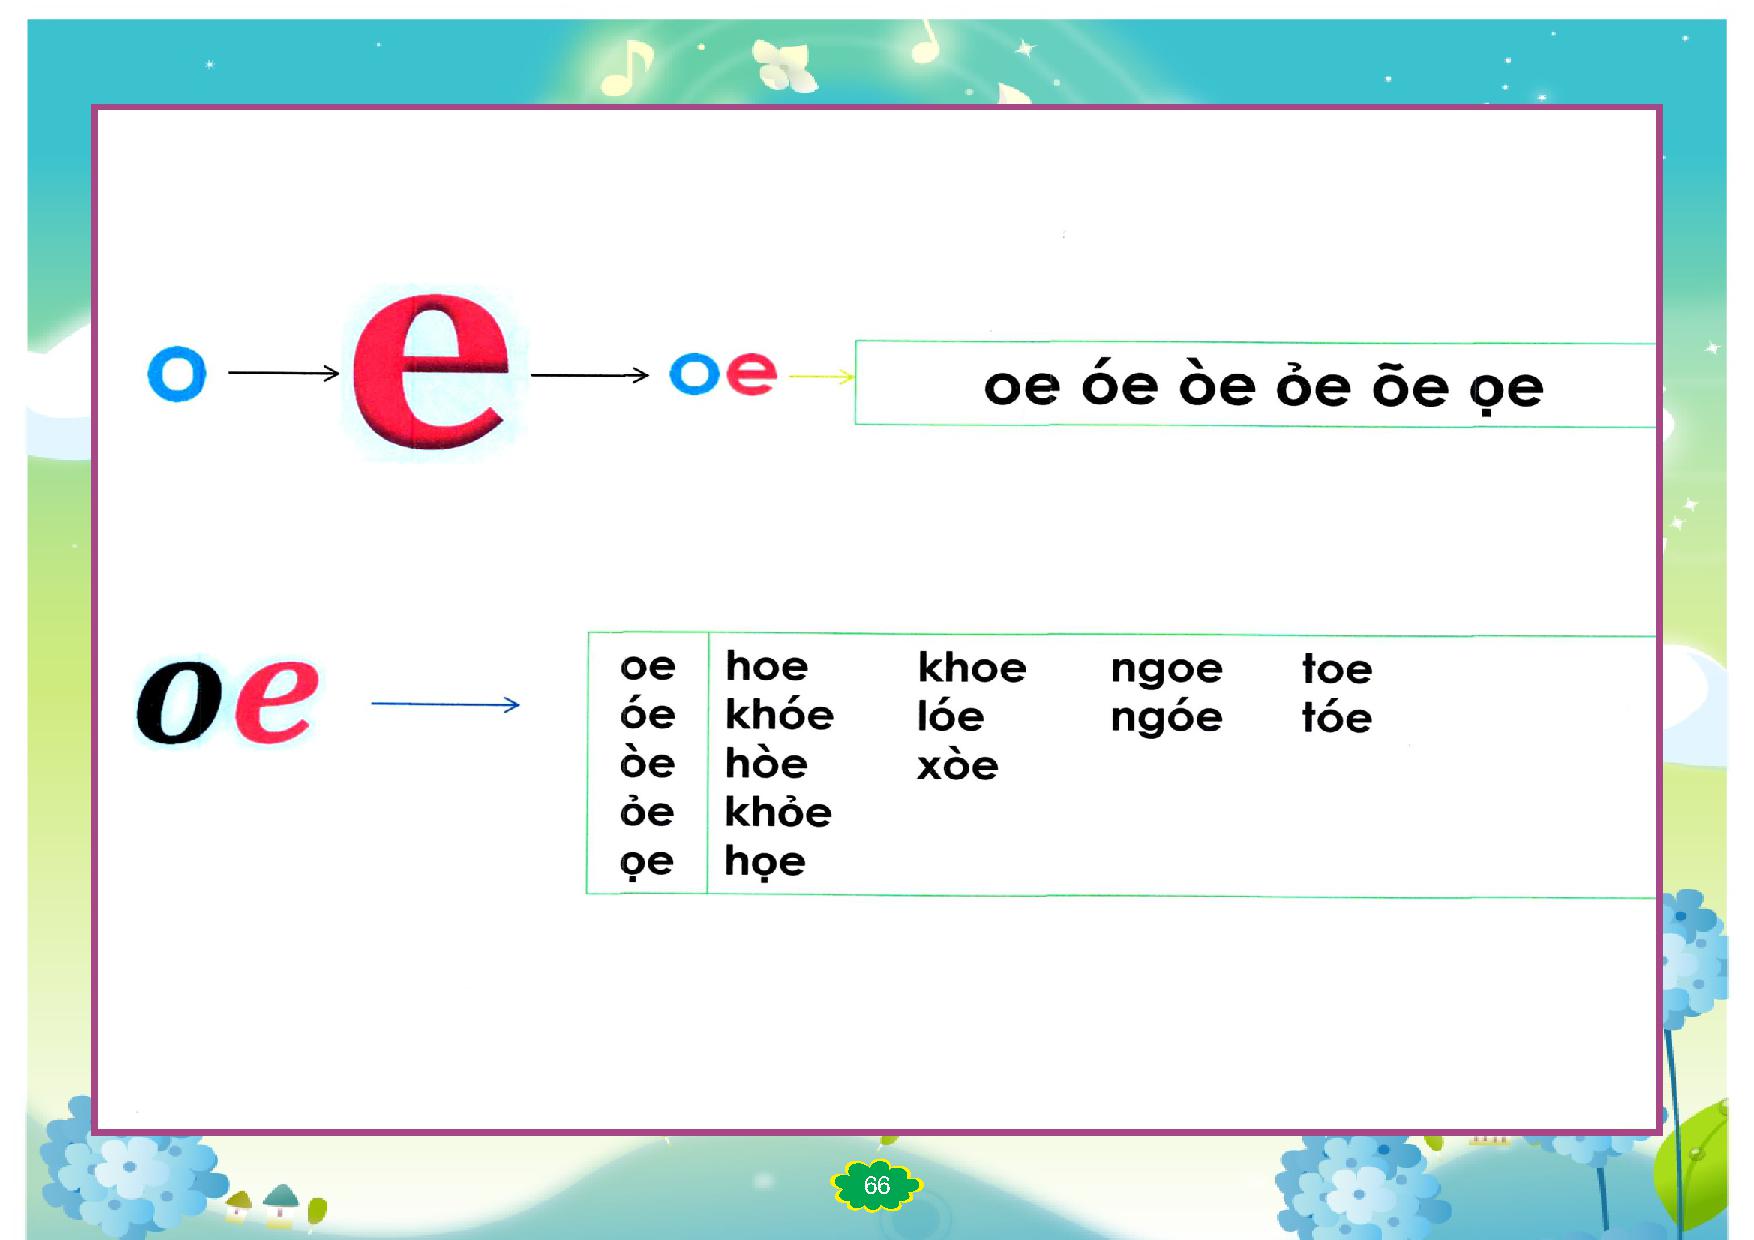 o e oe oe óe òe ỏe õe ọe
oe
oe hoe khoe ngoe toe
óe khóe lóe ngóe tóe
òe hòe xòe
ỏe khỏe
ọe họe
66